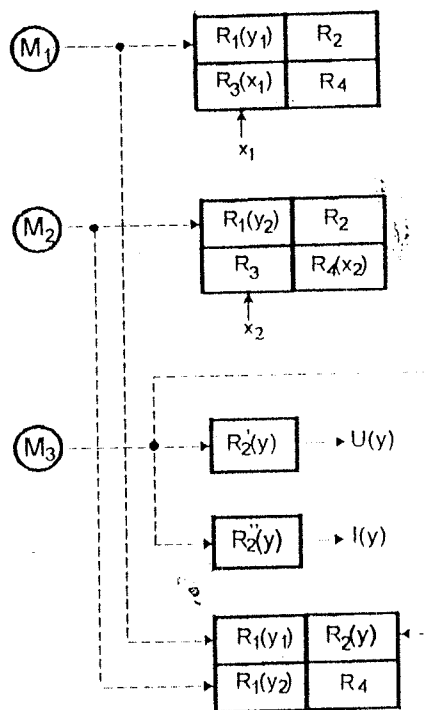 M₁ R₁(y₁) R₂
R₃(x₁) R₄
x₁
M₂ R₁(y₂) R₂
R₃ R₄(x₂)
x₂
M₃ R₂'(y) U(y)
R₂''(y) I(y)
R₁(y₁) R₂(y)
R₁(y₂) R₄